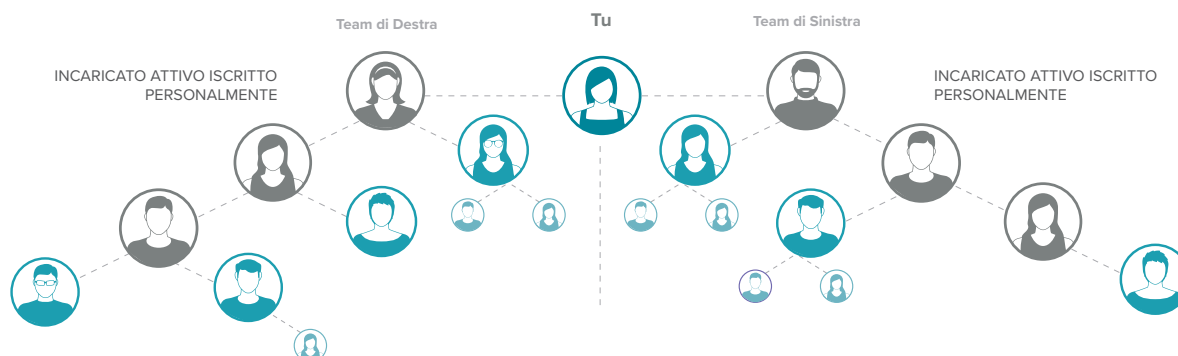 Team di Destra
Tu
Team di Sinistra
INCARICATO ATTIVO ISCRITTO
PERSONALMENTE
INCARICATO ATTIVO ISCRITTO
PERSONALMENTE